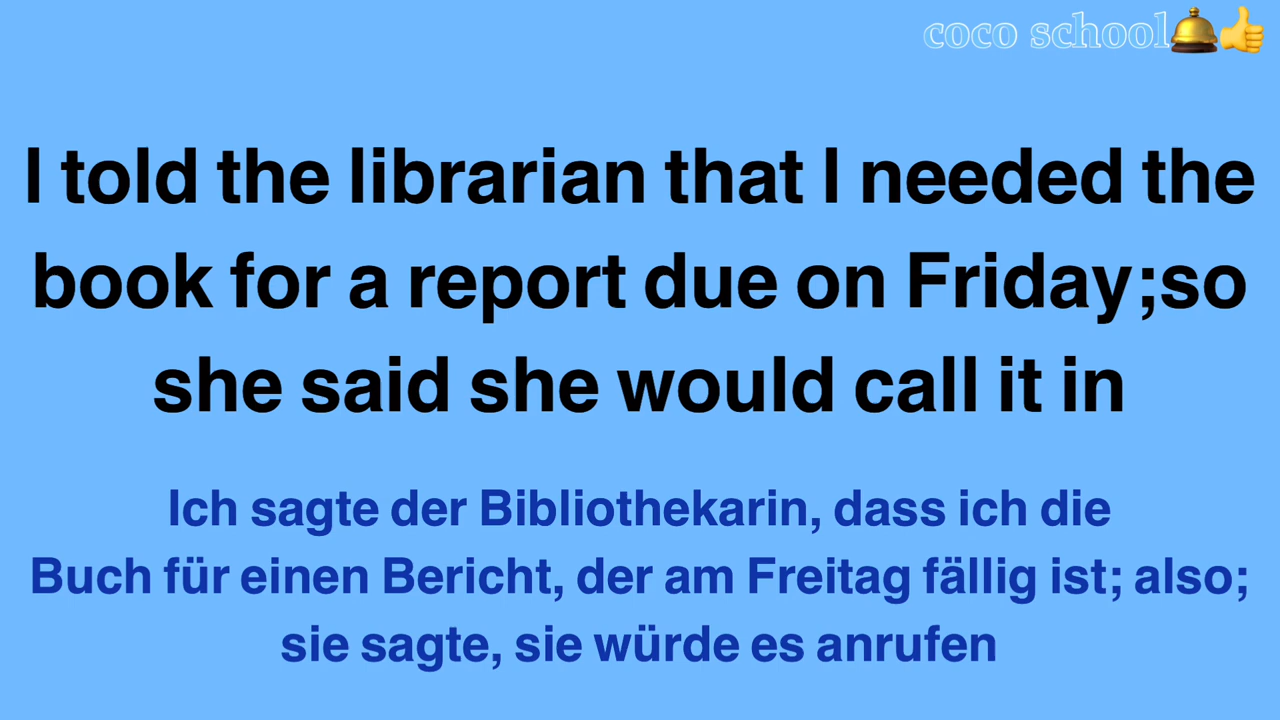 coco school🛎️👍
I told the librarian that I needed the
book for a report due on Friday;so
she said she would call it in
Ich sagte der Bibliothekarin, dass ich die
Buch für einen Bericht, der am Freitag fällig ist; also;
sie sagte, sie würde es anrufen